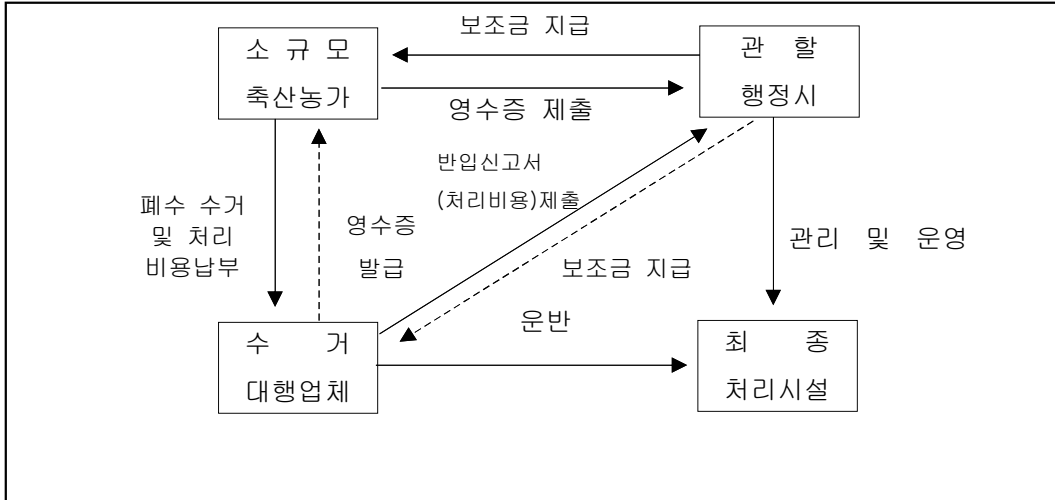 보조금 지급
소 규 모
축산농가
관 할
행정시
영수증 제출
반입신고서
(처리비용)제출
폐수 수거
및 처리
비용납부
영수증
발급
관리 및 운영
보조금 지급
운반
수 거
대행업체
최 종
처리시설